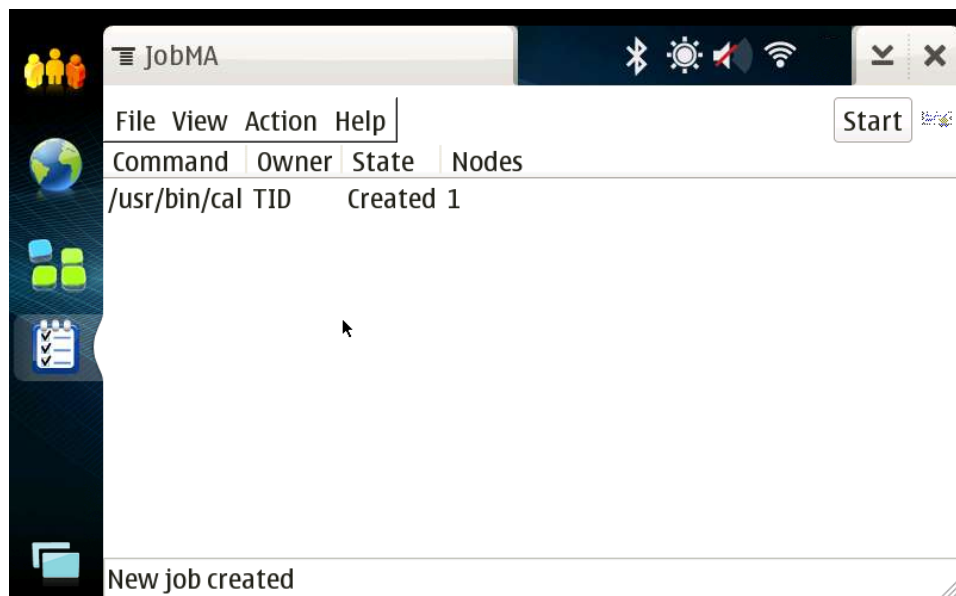 JobMA
File View Action Help
Start
Command Owner State Nodes
/usr/bin/cal TID Created 1
New job created